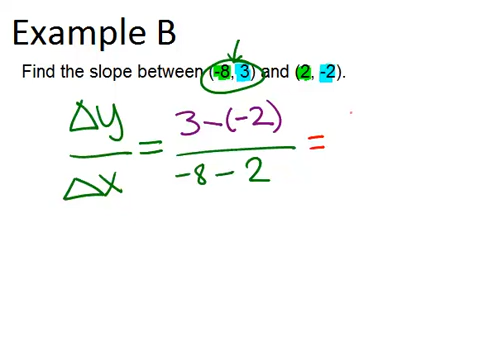 Example B
Find the slope between (-8, 3) and (2, -2).
Δy/Δx = 3-(-2)/-8-2 =